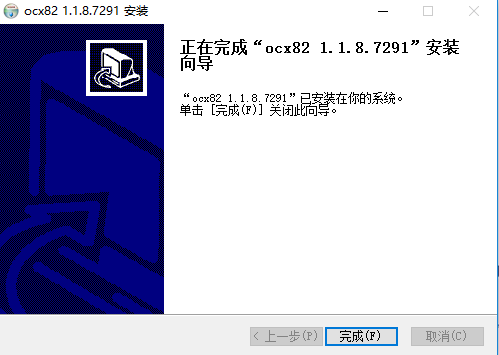 ocx82 1.1.8.7291 安装
正在完成“ocx82 1.1.8.7291”安装
向导
“ocx82 1.1.8.7291”已安装在你的系统。
单击 [完成(F)] 关闭此向导。
< 上一步(P) 完成(F) 取消(C)